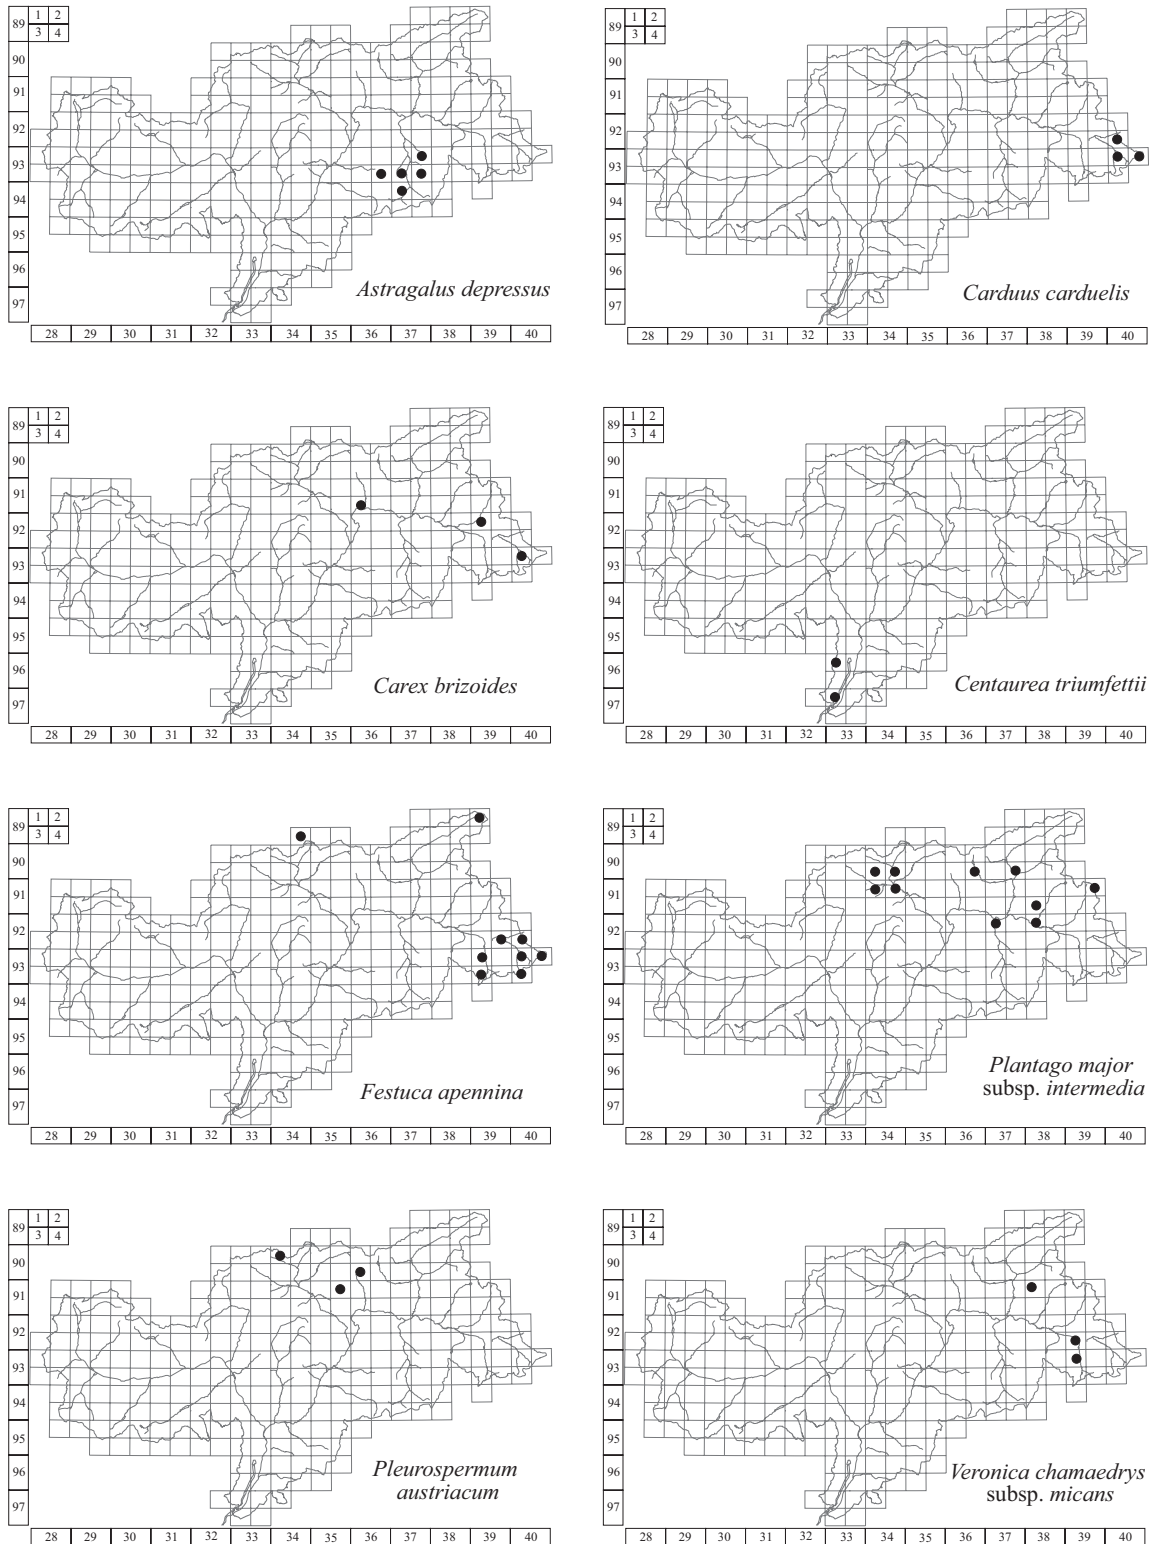 89 1 2
3 4
90
91
92
93
94
95
96
97
Astragalus depressus
28 29 30 31 32 33 34 35 36 37 38 39 40
89 1 2
3 4
90
91
92
93
94
95
96
97
Carduus carduelis
28 29 30 31 32 33 34 35 36 37 38 39 40
89 1 2
3 4
90
91
92
93
94
95
96
97
Carex brizoides
28 29 30 31 32 33 34 35 36 37 38 39 40
89 1 2
3 4
90
91
92
93
94
95
96
97
Centaurea triumfettii
28 29 30 31 32 33 34 35 36 37 38 39 40
89 1 2
3 4
90
91
92
93
94
95
96
97
Festuca apennina
28 29 30 31 32 33 34 35 36 37 38 39 40
89 1 2
3 4
90
91
92
93
94
95
96
97
Plantago major
subsp. intermedia
28 29 30 31 32 33 34 35 36 37 38 39 40
89 1 2
3 4
90
91
92
93
94
95
96
97
Pleurospermum
austriacum
28 29 30 31 32 33 34 35 36 37 38 39 40
89 1 2
3 4
90
91
92
93
94
95
96
97
Veronica chamaedrys
subsp. micans
28 29 30 31 32 33 34 35 36 37 38 39 40